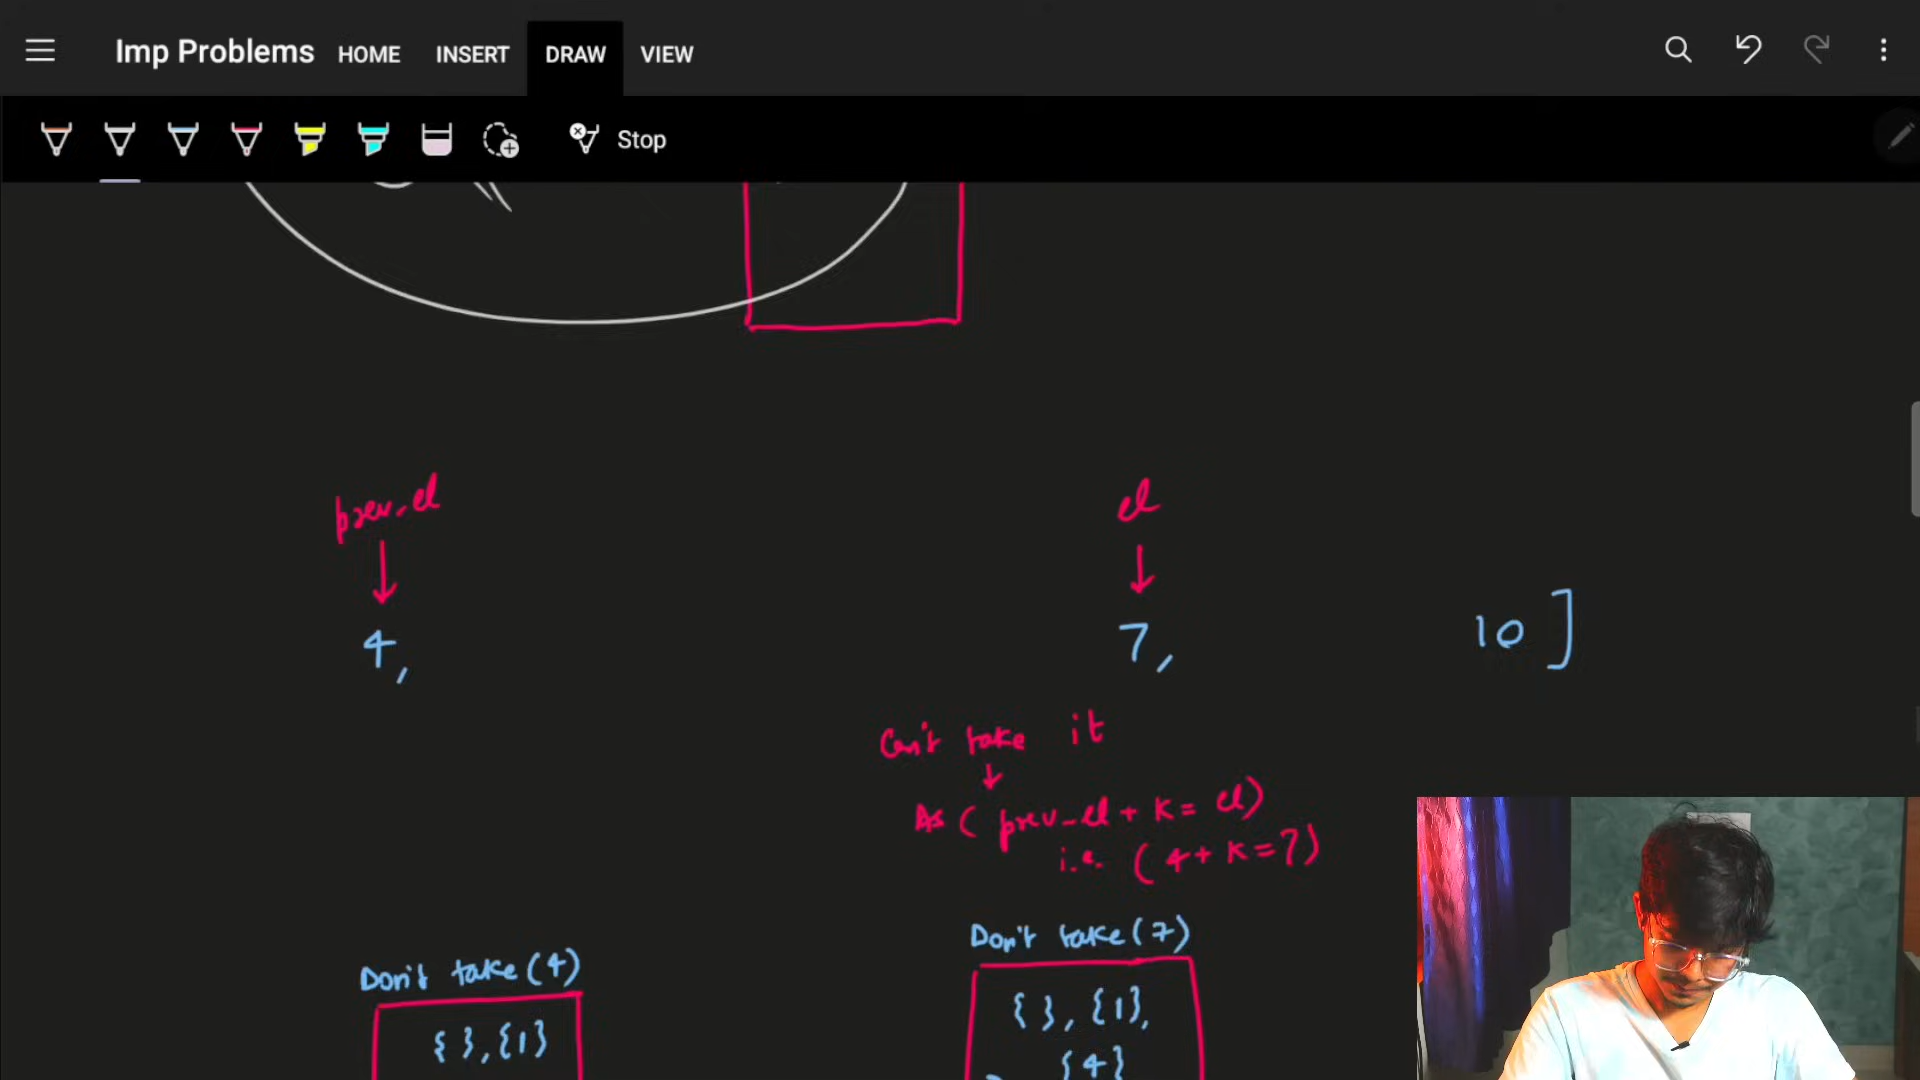 Imp Problems HOME INSERT DRAW VIEW
Stop
prev_el
el
4,
7,
10 ]
Can't take it
As ( prev_el + K = el)
i.e. ( 4 + K = 7)
Don't take (7)
Don't take (4)
{ }, {1},
{ }, {1}
{4}